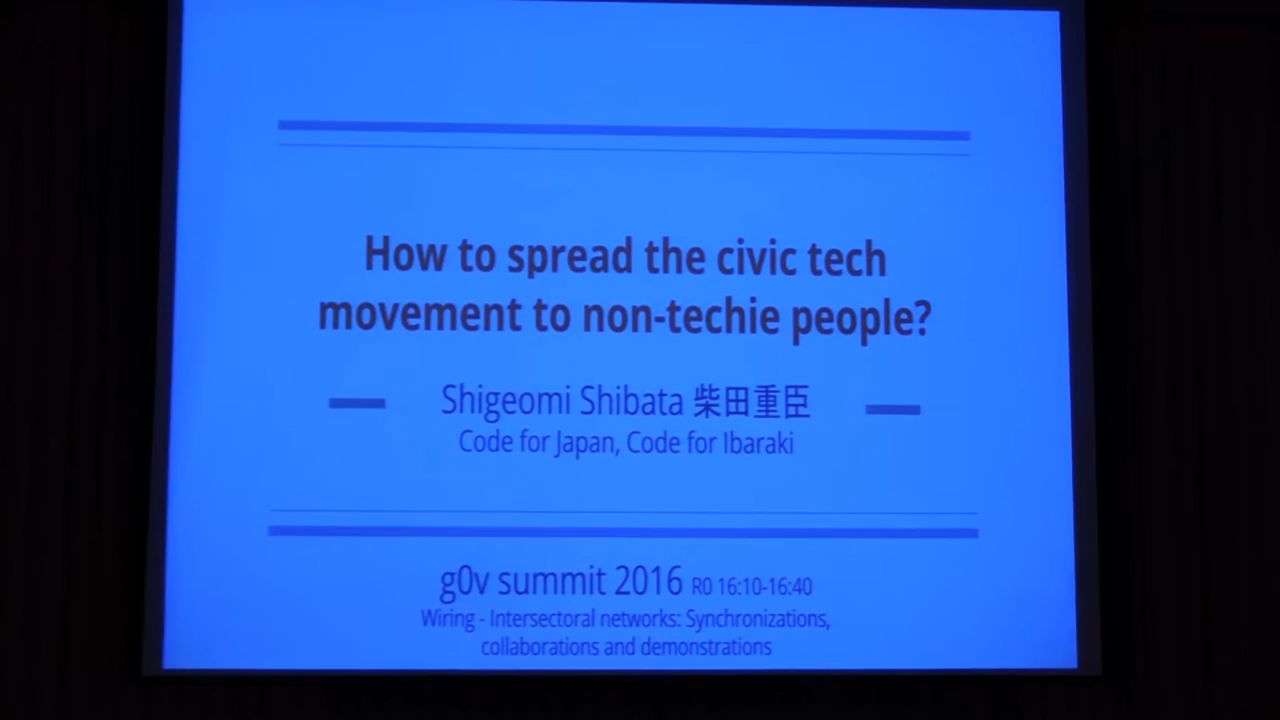 How to spread the civic tech
movement to non-techie people?
Shigeomi Shibata 柴田重臣
Code for Japan, Code for Ibaraki
g0v summit 2016 R0 16:10-16:40
Wiring - Intersectoral networks: Synchronizations,
collaborations and demonstrations